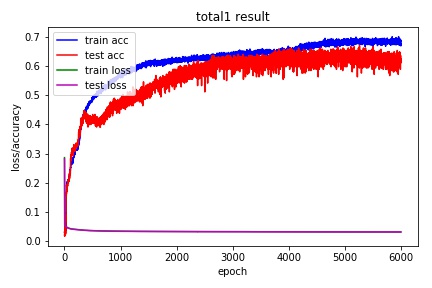 total1 result
train acc
test acc
train loss
test loss
loss/accuracy
0.7
0.6
0.5
0.4
0.3
0.2
0.1
0.0
0 1000 2000 3000 4000 5000 6000
epoch